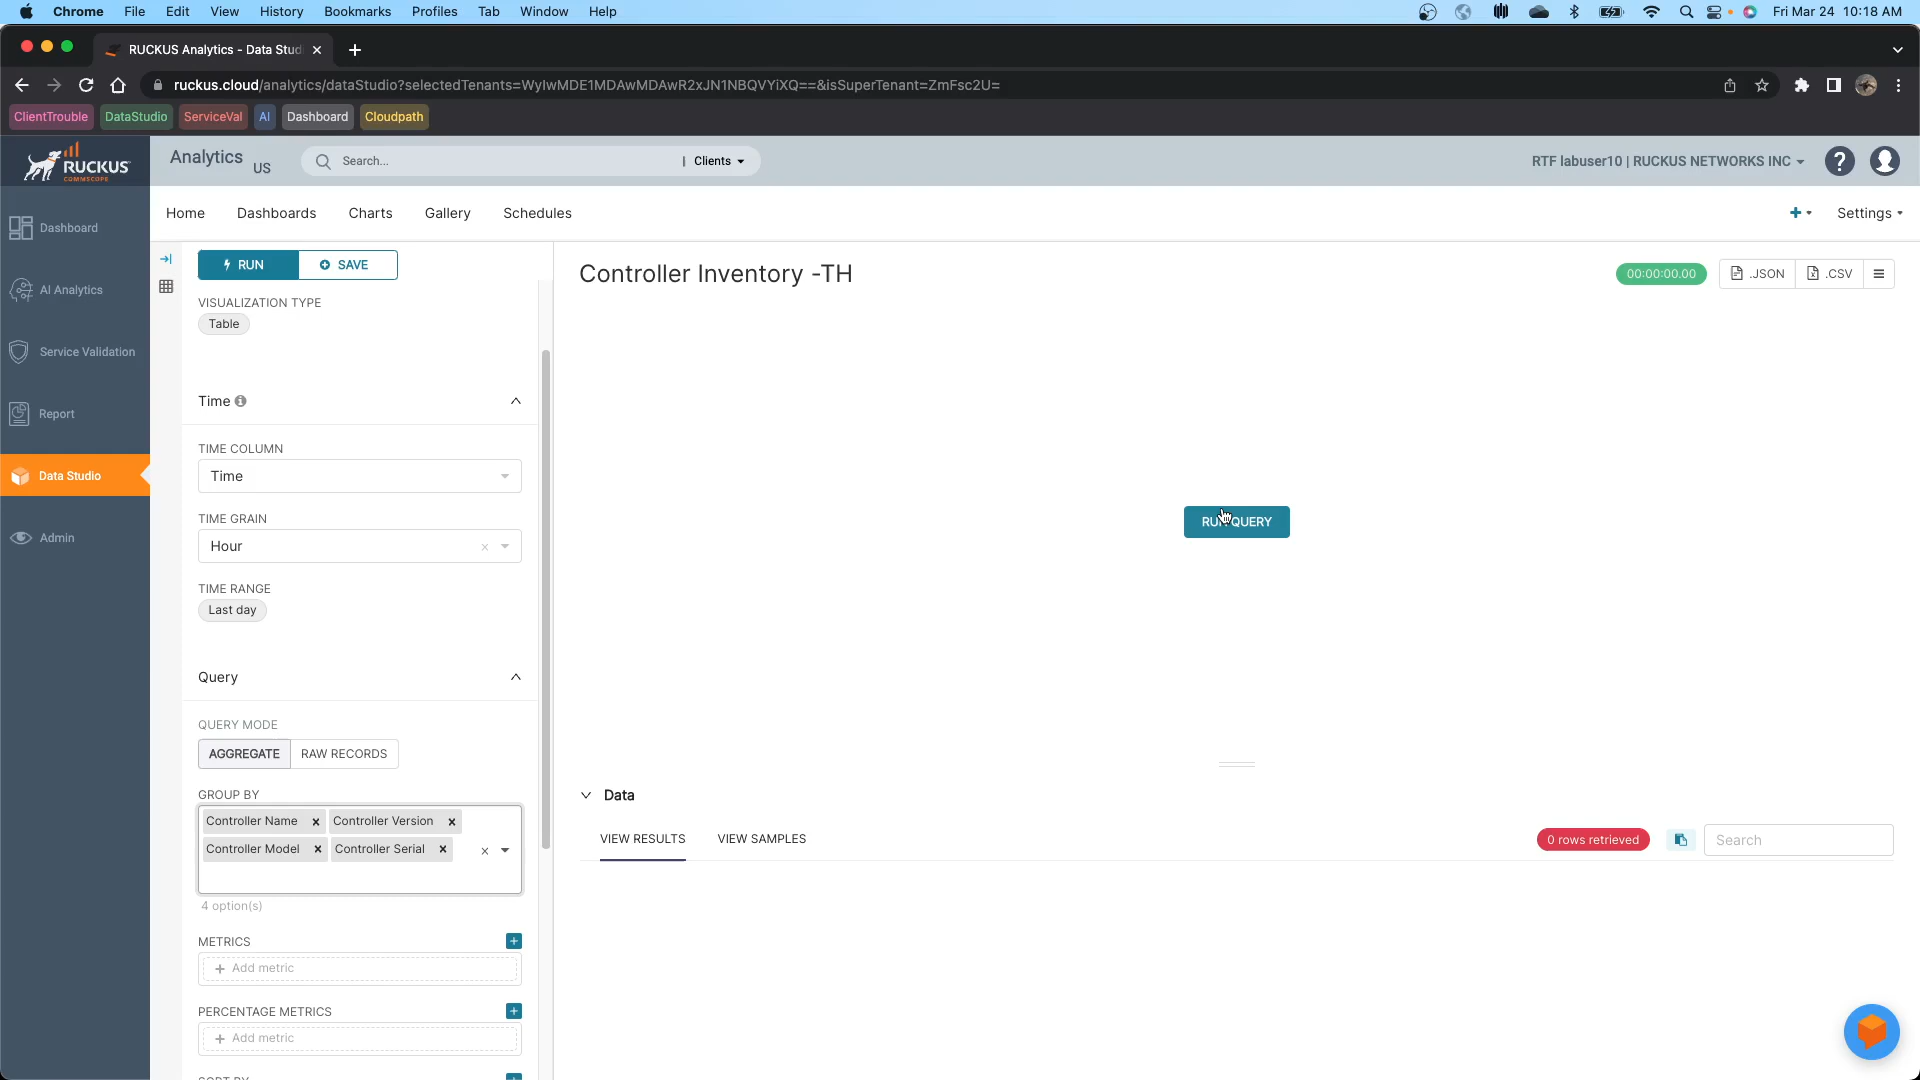 Chrome File Edit View History Bookmarks Profiles Tab Window Help Fri Mar 24 10:18 AM
RUCKUS Analytics - Data Stud
ruckus.cloud/analytics/dataStudio?selectedTenants=WyIwMDE1MDAwMDAwR2xJN1NBQVYiXQ==&isSuperTenant=ZmFsc2U=
ClientTrouble DataStudio ServiceVal AI Dashboard Cloudpath
RUCKUS
COMMSCOPE
Analytics US Search... | Clients RTF labuser10 | RUCKUS NETWORKS INC ?
Home Dashboards Charts Gallery Schedules + Settings
Dashboard
AI Analytics
Service Validation
Report
Data Studio
Admin
RUN SAVE
VISUALIZATION TYPE
Table
Time
TIME COLUMN
Time
TIME GRAIN
Hour
TIME RANGE
Last day
Query
QUERY MODE
AGGREGATE RAW RECORDS
GROUP BY
Controller Name × Controller Version ×
Controller Model × Controller Serial ×
4 option(s)
METRICS
+ Add metric
PERCENTAGE METRICS
+ Add metric
SORT BY
Controller Inventory -TH
00:00:00.00 .JSON .CSV
RUN QUERY
Data
VIEW RESULTS VIEW SAMPLES 0 rows retrieved Search